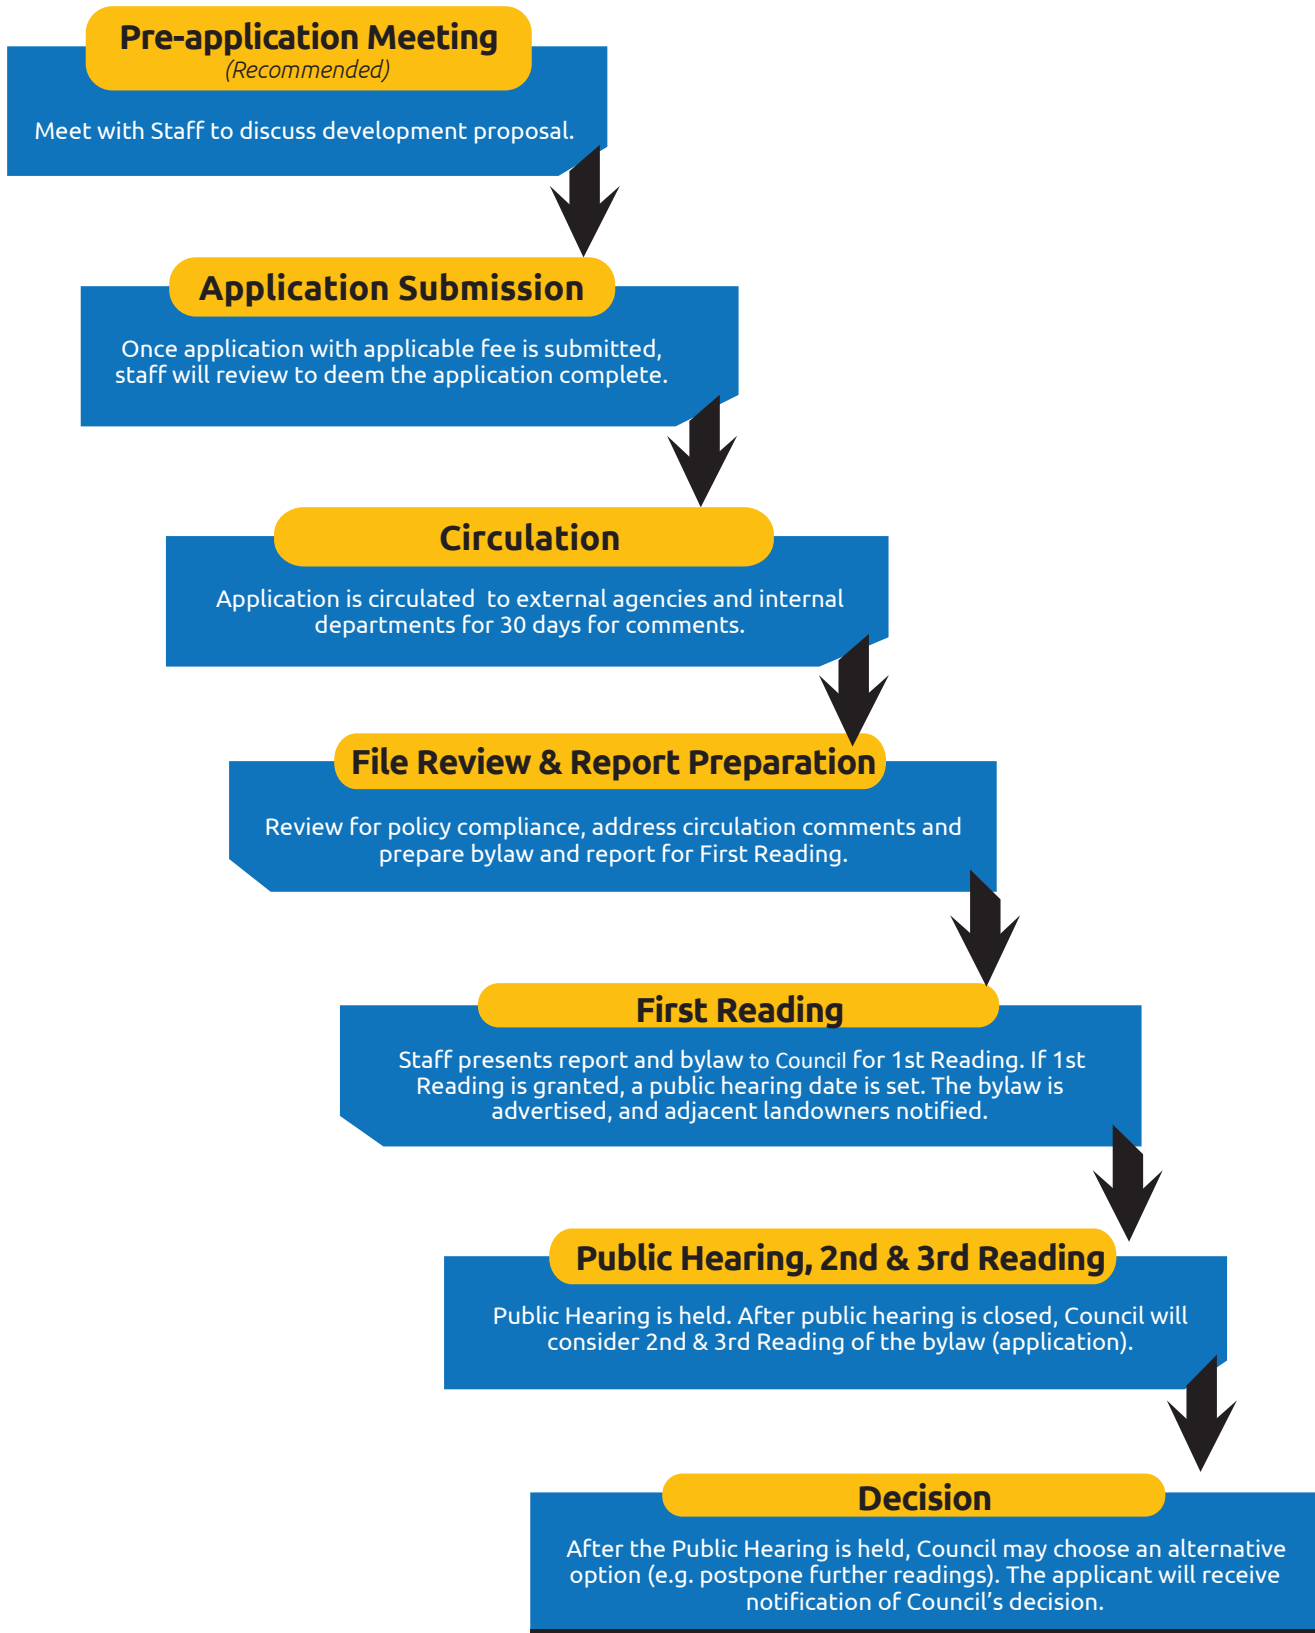 Pre-application Meeting
(Recommended)
Meet with Staff to discuss development proposal.
Application Submission
Once application with applicable fee is submitted,
staff will review to deem the application complete.
Circulation
Application is circulated  to external agencies and internal
departments for 30 days for comments.
File Review & Report Preparation
Review for policy compliance, address circulation comments and
prepare bylaw and report for First Reading.
First Reading
Staff presents report and bylaw to Council for 1st Reading. If 1st
Reading is granted, a public hearing date is set. The bylaw is
advertised, and adjacent landowners notified.
Public Hearing, 2nd & 3rd Reading
Public Hearing is held. After public hearing is closed, Council will
consider 2nd & 3rd Reading of the bylaw (application).
Decision
After the Public Hearing is held, Council may choose an alternative
option (e.g. postpone further readings). The applicant will receive
notification of Council’s decision.